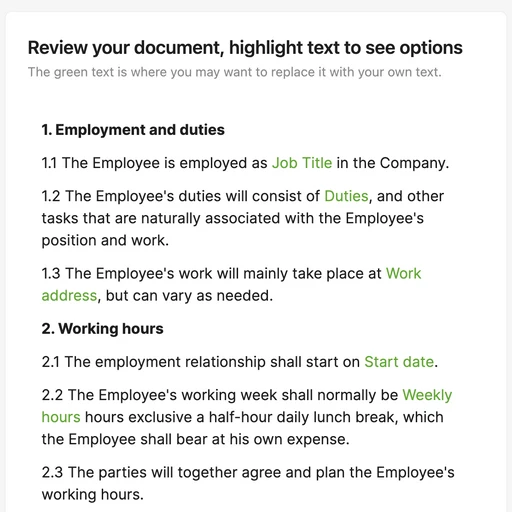 Review your document, highlight text to see options
The green text is where you may want to replace it with your own text.
1. Employment and duties
1.1 The Employee is employed as Job Title in the Company.
1.2 The Employee's duties will consist of Duties, and other
tasks that are naturally associated with the Employee's
position and work.
1.3 The Employee's work will mainly take place at Work
address, but can vary as needed.
2. Working hours
2.1 The employment relationship shall start on Start date.
2.2 The Employee's working week shall normally be Weekly
hours hours exclusive a half-hour daily lunch break, which
the Employee shall bear at his own expense.
2.3 The parties will together agree and plan the Employee's
working hours.